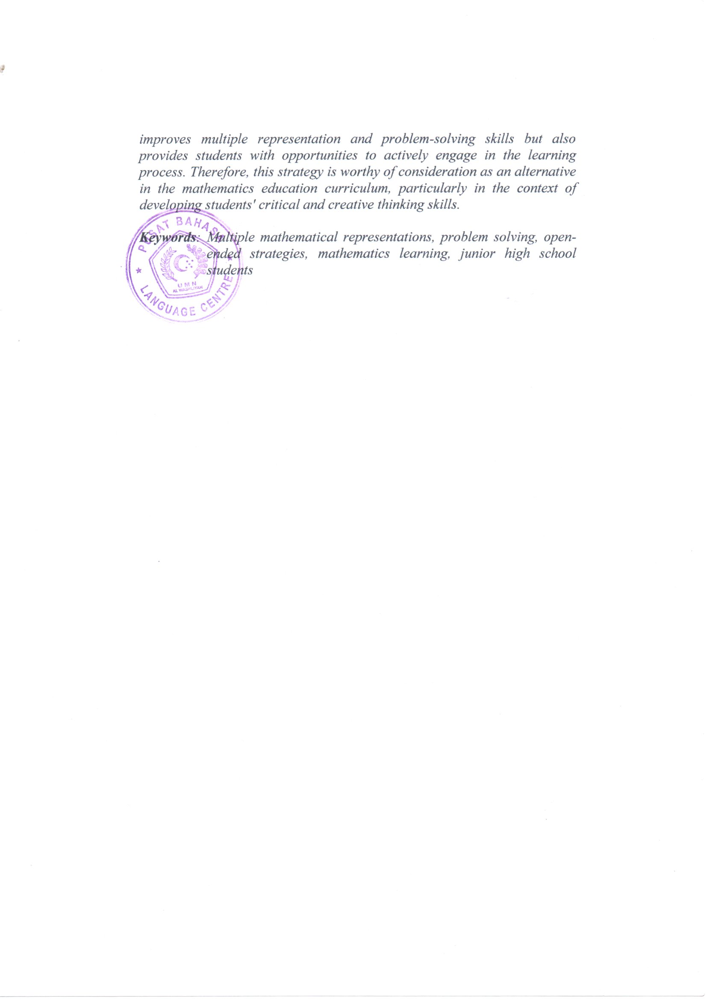 improves multiple representation and problem-solving skills but also
provides students with opportunities to actively engage in the learning
process. Therefore, this strategy is worthy of consideration as an alternative
in the mathematics education curriculum, particularly in the context of
developing students' critical and creative thinking skills.
PUSAT BAHASA
Keywords: Multiple mathematical representations, problem solving, open-
ended strategies, mathematics learning, junior high school
students
UMN
AL WASHLIYAH
LANGUAGE CENTRE